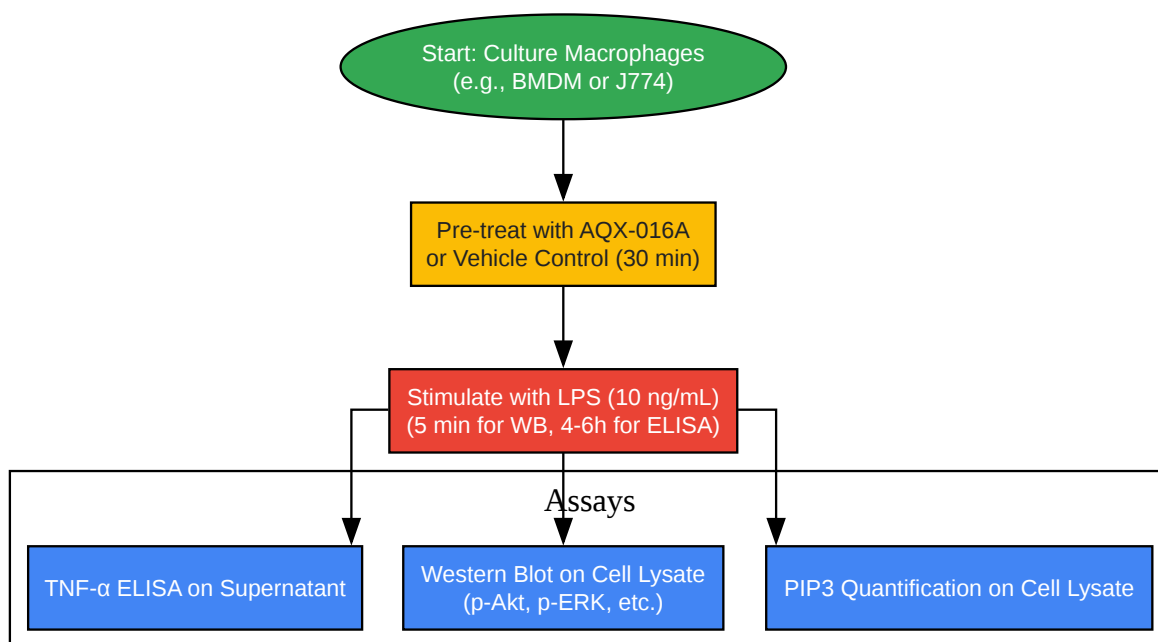 Start: Culture Macrophages
(e.g., BMDM or J774)
Pre-treat with AQX-016A
or Vehicle Control (30 min)
Stimulate with LPS (10 ng/mL)
(5 min for WB, 4-6h for ELISA)
Assays
TNF-α ELISA on Supernatant
Western Blot on Cell Lysate
(p-Akt, p-ERK, etc.)
PIP3 Quantification on Cell Lysate